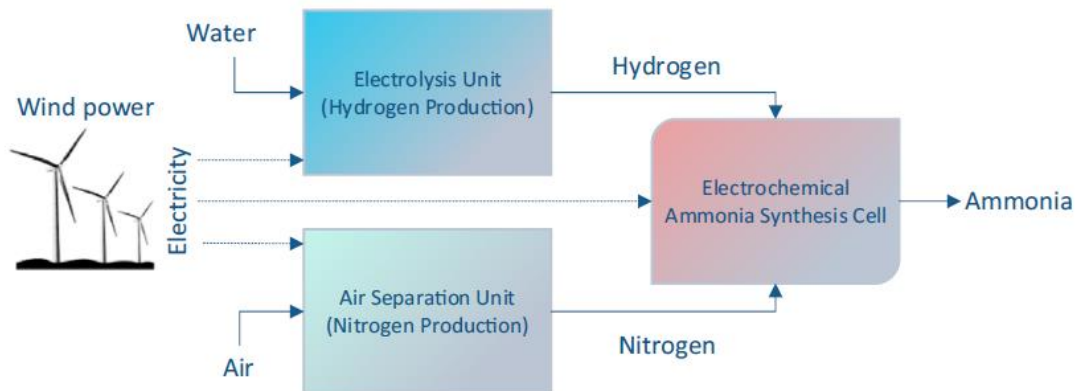 Water
Electrolysis Unit
(Hydrogen Production)
Hydrogen
Wind power
Electricity
Electrochemical
Ammonia Synthesis Cell
Ammonia
Air Separation Unit
(Nitrogen Production)
Nitrogen
Air